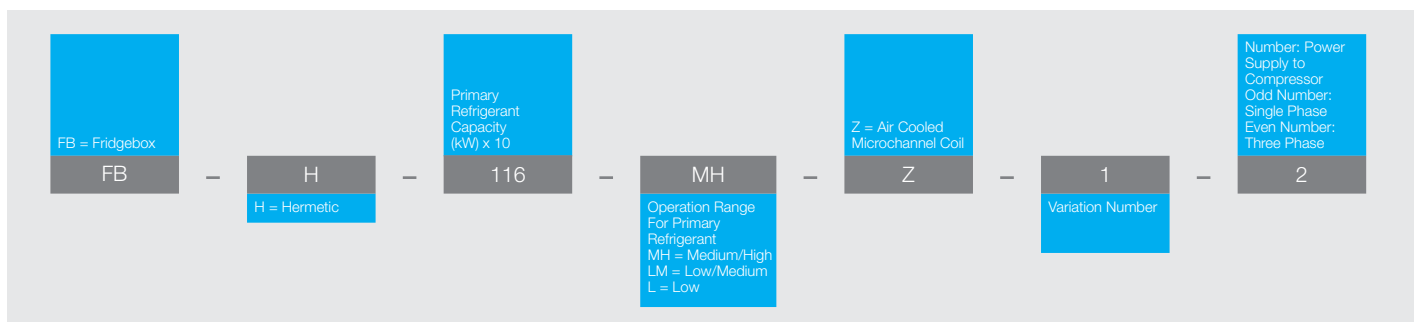 FB = Fridgebox
FB
–
H
H = Hermetic
–
Primary
Refrigerant
Capacity
(kW) x 10
116
–
MH
Operation Range
For Primary
Refrigerant
MH = Medium/High
LM = Low/Medium
L = Low
–
Z = Air Cooled
Microchannel Coil
Z
–
1
Variation Number
–
Number: Power
Supply to
Compressor
Odd Number:
Single Phase
Even Number:
Three Phase
2